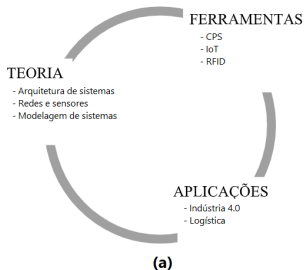 FERRAMENTAS
- CPS
- IoT
- RFID
TEORIA
- Arquitetura de sistemas
- Redes e sensores
- Modelagem de sistemas
APLICAÇÕES
- Indústria 4.0
- Logística
(a)